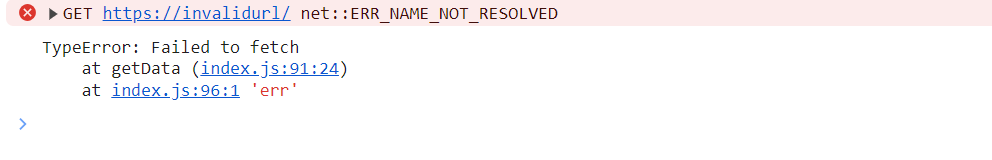 GET https://invalidurl/ net::ERR_NAME_NOT_RESOLVED
TypeError: Failed to fetch
at getData (index.js:91:24)
at index.js:96:1 'err'